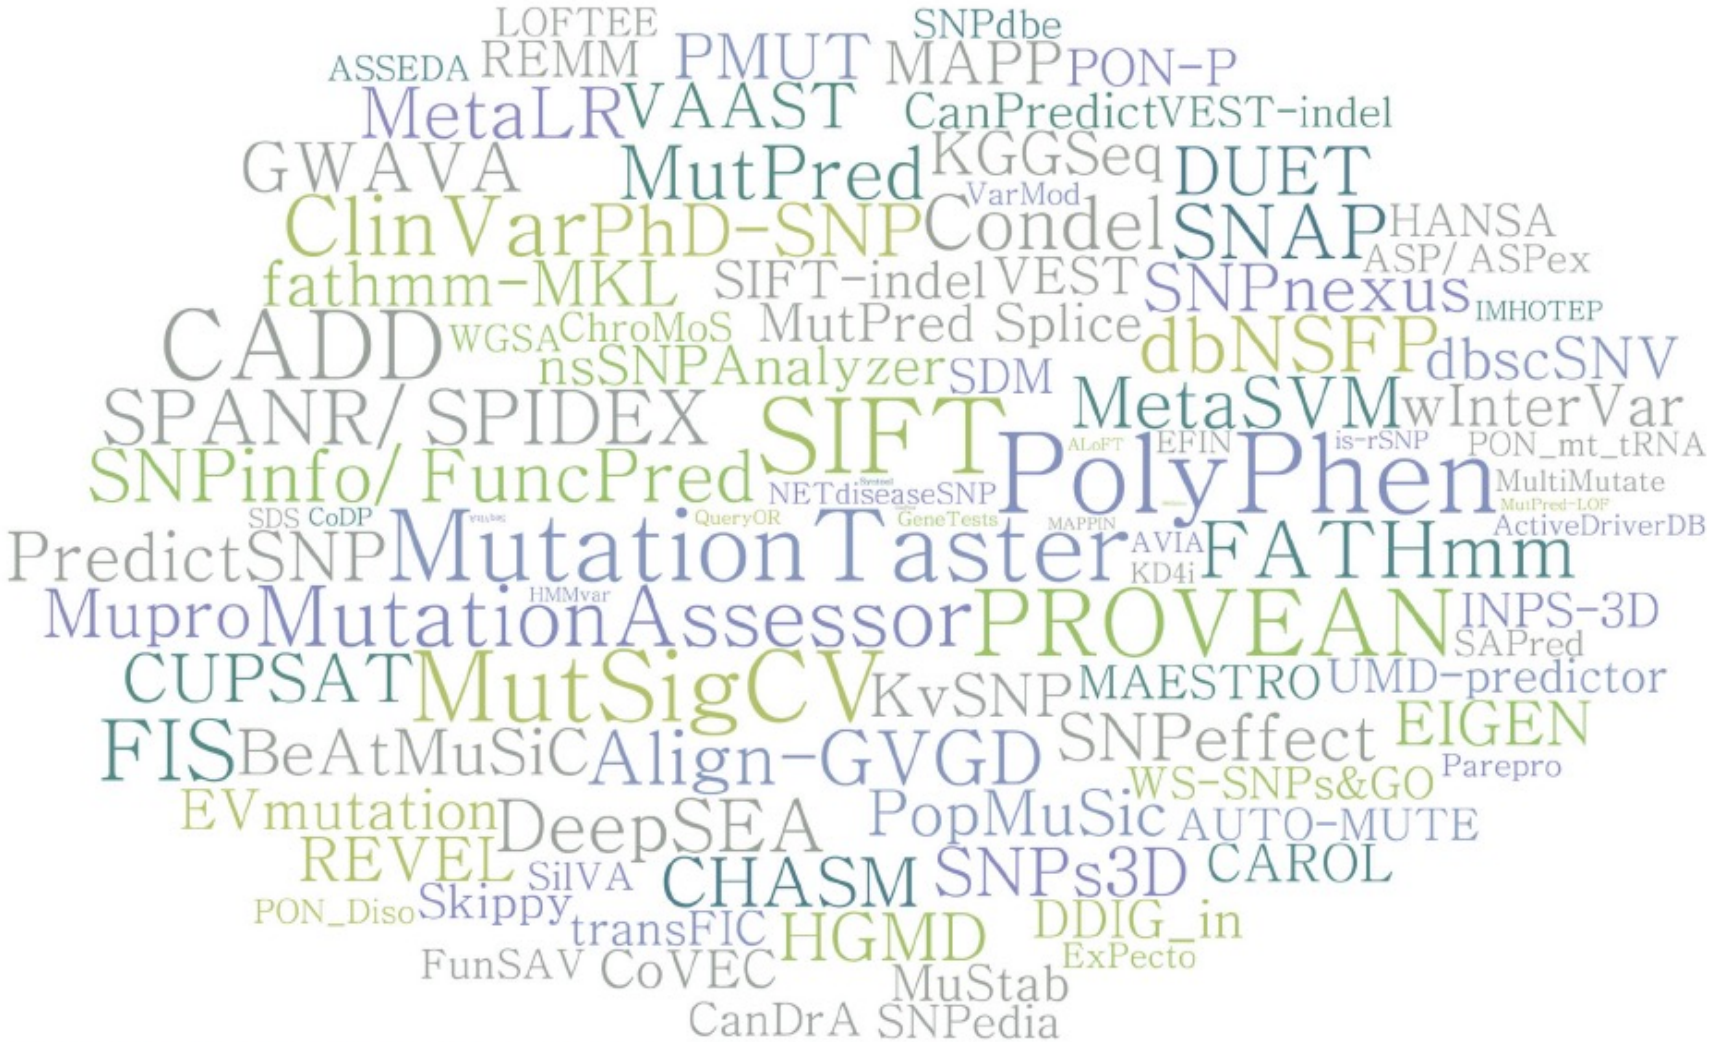 LOFTEE SNPdbe
ASSEDA REMM PMUT MAPP PON-P
MetaLR VAAST CanPredict VEST-indel
GWAVA MutPred KGGSeq DUET
VarMod
ClinVar PhD-SNP Condel SNAP HANSA
ASP/ASPex
fathmm-MKL SIFT-indel VEST SNPnexus IMHOTEP
CADD WGSA ChroMoS MutPred Splice dbNSFP dbscSNV
nsSNPAnalyzer SDM
SPANR/ SPIDEX SIFT MetaSVM wInterVar
ALoFT EFIN is-rSNP PON_mt_tRNA
SNPinfo/ FuncPred NETdiseaseSNP PolyPhen MultiMutate
MutPred-LOF
SDS CoDP QueryOR GeneTests MAPPIN ActiveDriverDB
PredictSNP MutationTaster AVIA FATHmm
KD4i
HMMvar
Mupro MutationAssessor PROVEAN INPS-3D
SAPred
CUPSAT MutSigCV KvSNP MAESTRO UMD-predictor
FIS BeAtMuSiC Align-GVGD SNPeffect EIGEN
WS-SNPs&GO Parepro
EVmutation DeepSEA PopMuSic AUTO-MUTE
REVEL SilVA CHASM SNPs3D CAROL
PON_Diso Skippy transFIC HGMD DDIG_in
FunSAV CoVEC ExPecto
MuStab
CanDrA SNPedia